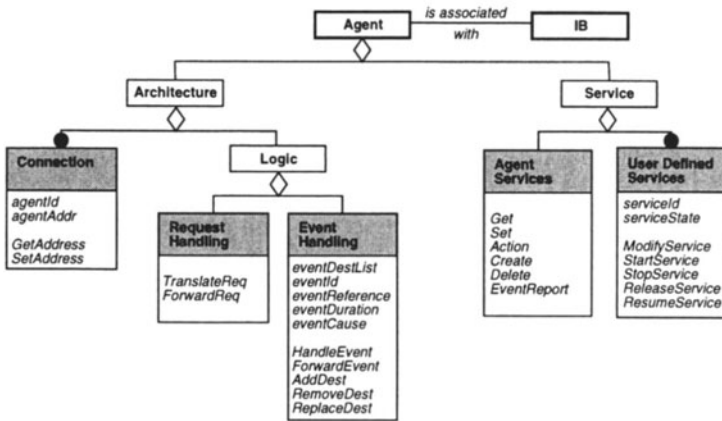 Agent
is associated
with
IB
Architecture
Service
Connection
agentId
agentAddr
GetAddress
SetAddress
Logic
Request
Handling
TranslateReq
ForwardReq
Event
Handling
eventDestList
eventId
eventReference
eventDuration
eventCause
HandleEvent
ForwardEvent
AddDest
RemoveDest
ReplaceDest
Agent
Services
Get
Set
Action
Create
Delete
EventReport
User Defined
Services
serviceId
serviceState
ModifyService
StartService
StopService
ReleaseService
ResumeService